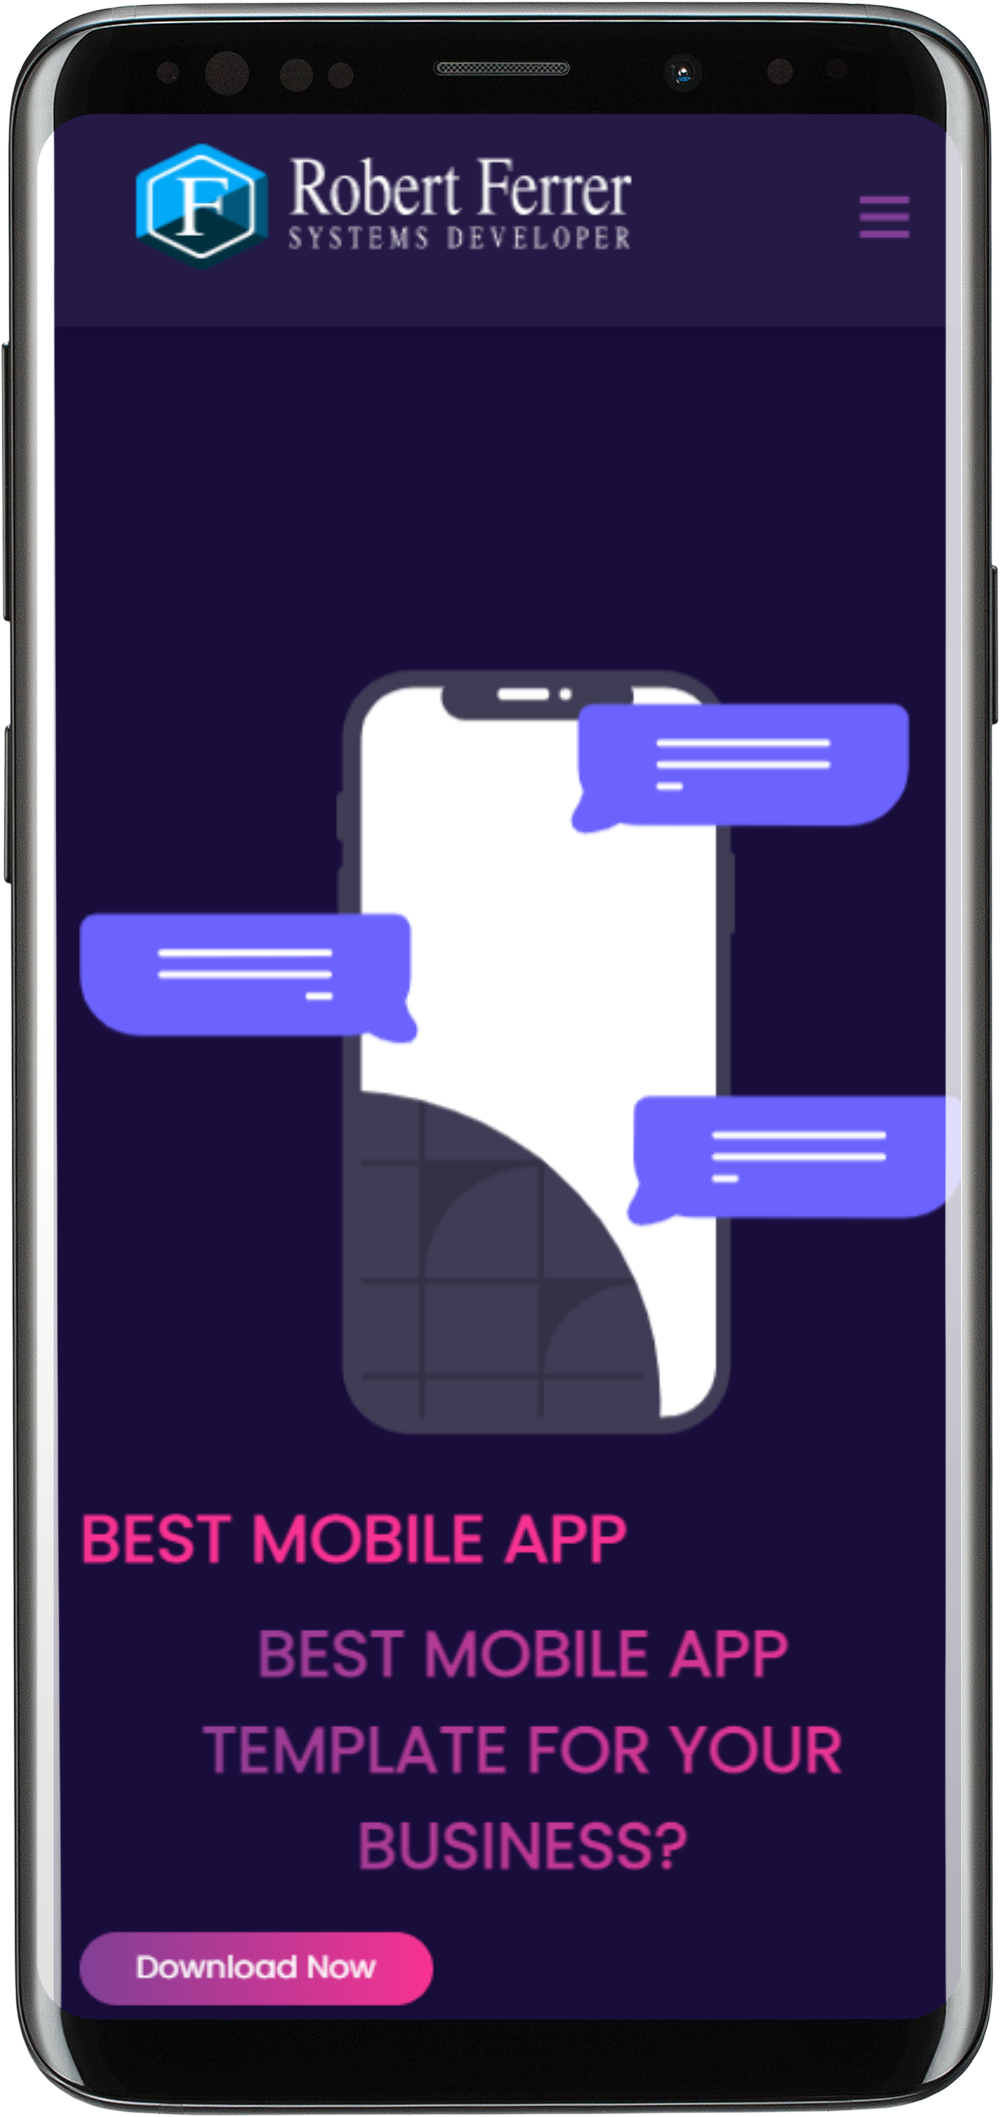 F
Robert Ferrer
SYSTEMS DEVELOPER
BEST MOBILE APP
BEST MOBILE APP
TEMPLATE FOR YOUR
BUSINESS?
Download Now